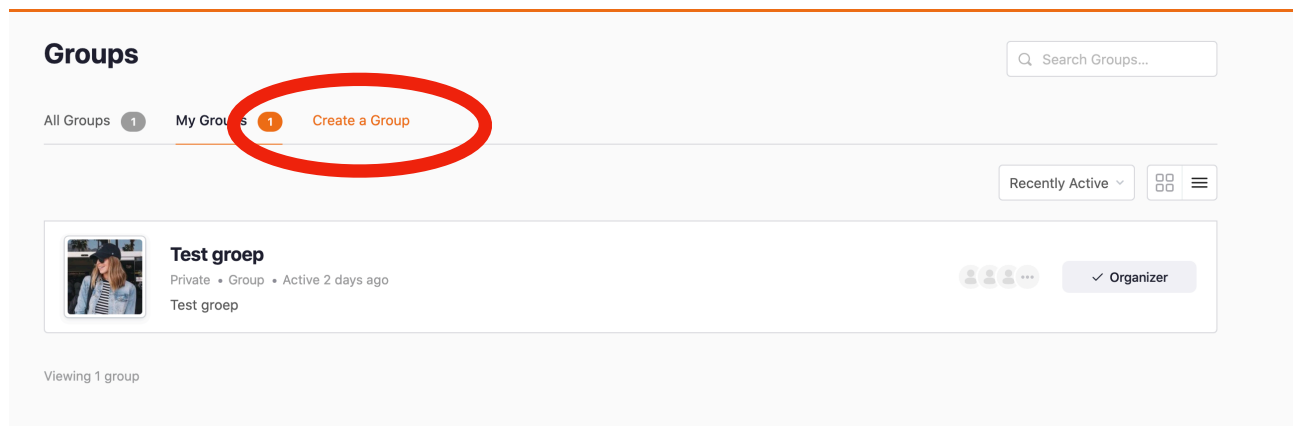 Groups
Search Groups...
All Groups 1 My Groups 1 Create a Group
Recently Active
Test groep
Private • Group • Active 2 days ago
Test groep
Organizer
Viewing 1 group